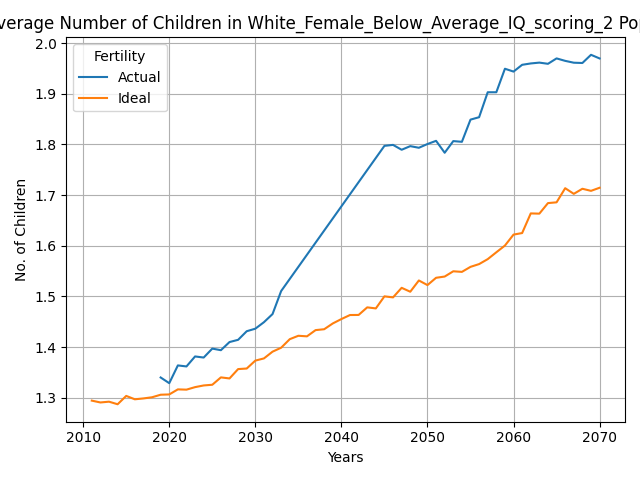 verage Number of Children in White_Female_Below_Average_IQ_scoring_2 Po
Fertility
Actual
Ideal
No. of Children
2.0
1.9
1.8
1.7
1.6
1.5
1.4
1.3
2010 2020 2030 2040 2050 2060 2070
Years